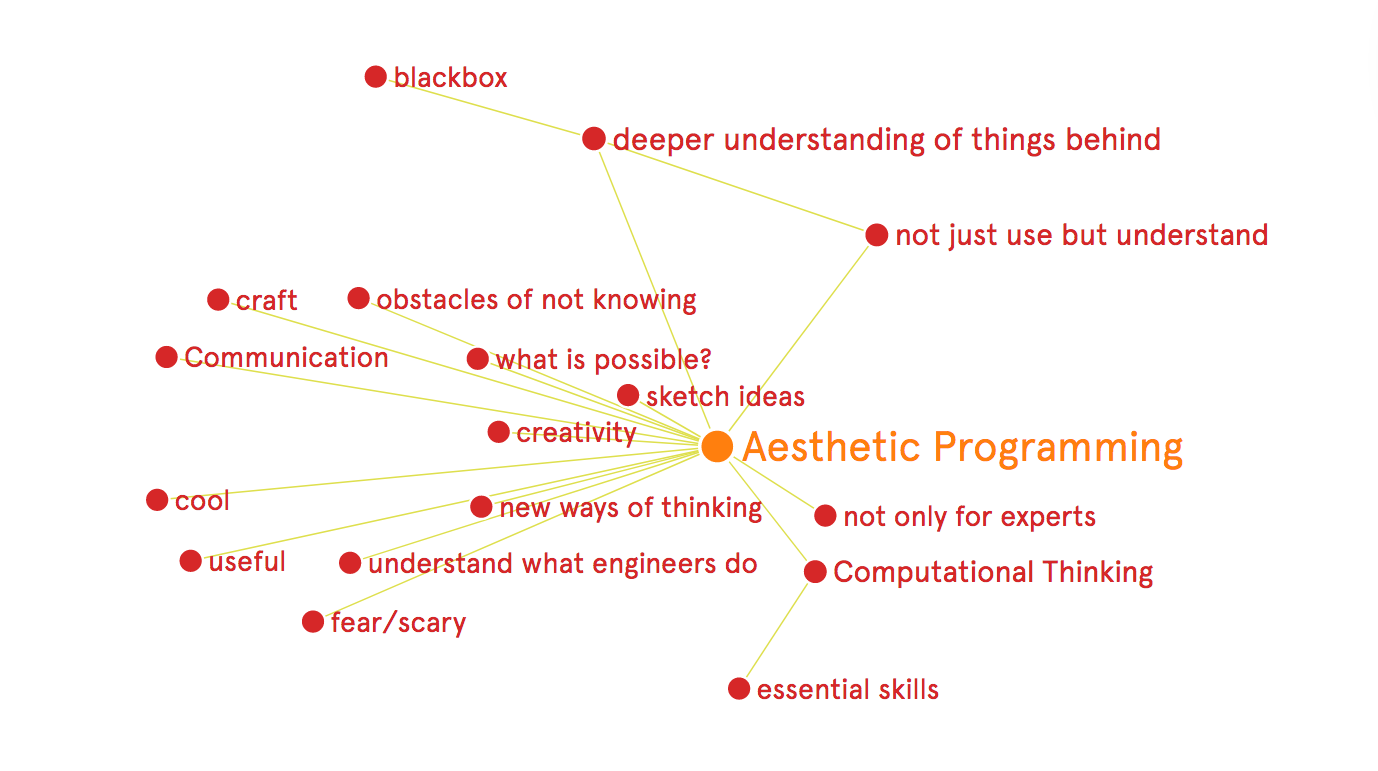 blackbox
deeper understanding of things behind
not just use but understand
craft
obstacles of not knowing
Communication
what is possible?
sketch ideas
creativity
Aesthetic Programming
cool
new ways of thinking
not only for experts
useful
understand what engineers do
Computational Thinking
fear/scary
essential skills